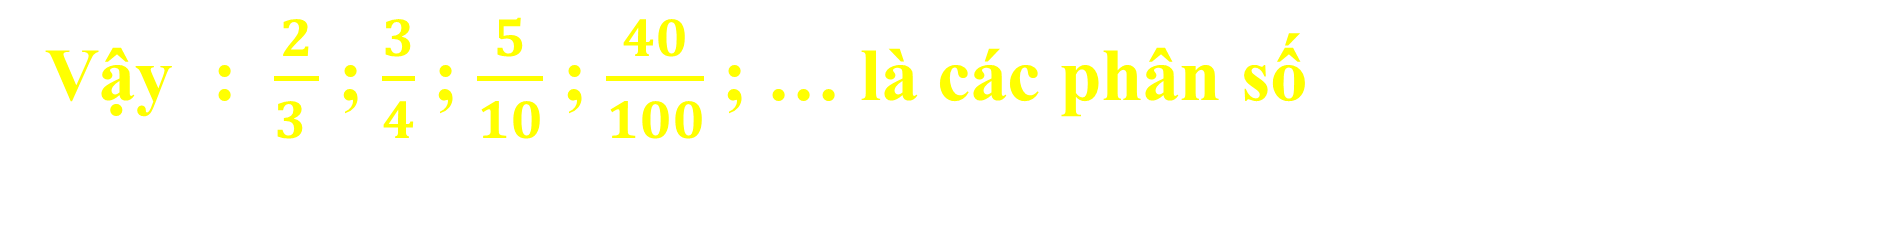 Vậy : 2/3 ; 3/4 ; 5/10 ; 40/100 ; ... là các phân số